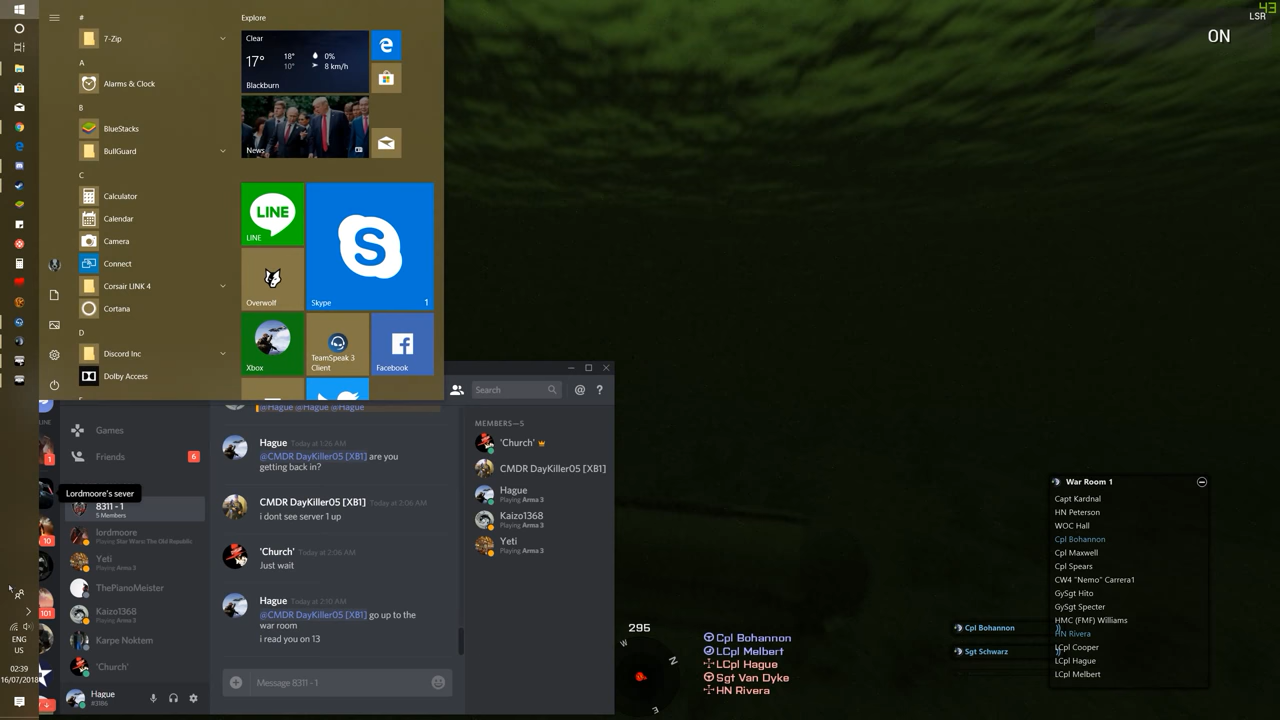 #
7-Zip
A
Alarms & Clock
B
BlueStacks
BullGuard
C
Calculator
Calendar
Camera
Connect
Corsair LINK 4
Cortana
D
Discord Inc
Dolby Access
Explore
Clear
17° 18° 0%
10° 8 km/h
Blackburn
News
LINE
LINE
Overwolf
S
Skype 1
Xbox
TeamSpeak 3
Client
Facebook
43
LSR
ON
Games
Friends 6
Lordmoore's sever
8311 - 1
5 Members
lordmoore
Playing Star Wars: The Old Republic
Yeti
Playing Arma 3
ThePianoMeister
Kaizo1368
Playing Arma 3
Karpe Noktem
'Church'
Hague
#3186
1
10
101
ENG
US
02:39
16/07/2018
Search
@Hague @Hague @Hague
Hague Today at 1:26 AM
@CMDR DayKiller05 [XB1] are you
getting back in?
CMDR DayKiller05 [XB1] Today at 2:06 AM
i dont see server 1 up
'Church' Today at 2:06 AM
Just wait
Hague Today at 2:10 AM
@CMDR DayKiller05 [XB1] go up to the
war room
i read you on 13
Message 8311 - 1
MEMBERS—5
'Church'
CMDR DayKiller05 [XB1]
Hague
Playing Arma 3
Kaizo1368
Playing Arma 3
Yeti
Playing Arma 3
295
W
N
Cpl Bohannon
LCpl Melbert
LCpl Hague
Sgt Van Dyke
HN Rivera
Cpl Bohannon
Sgt Schwarz
War Room 1
Capt Kardnal
HN Peterson
WOC Hall
Cpl Bohannon
Cpl Maxwell
Cpl Spears
CW4 "Nemo" Carrera1
GySgt Hito
GySgt Specter
HMC (FMF) Williams
HN Rivera
LCpl Cooper
LCpl Hague
LCpl Melbert